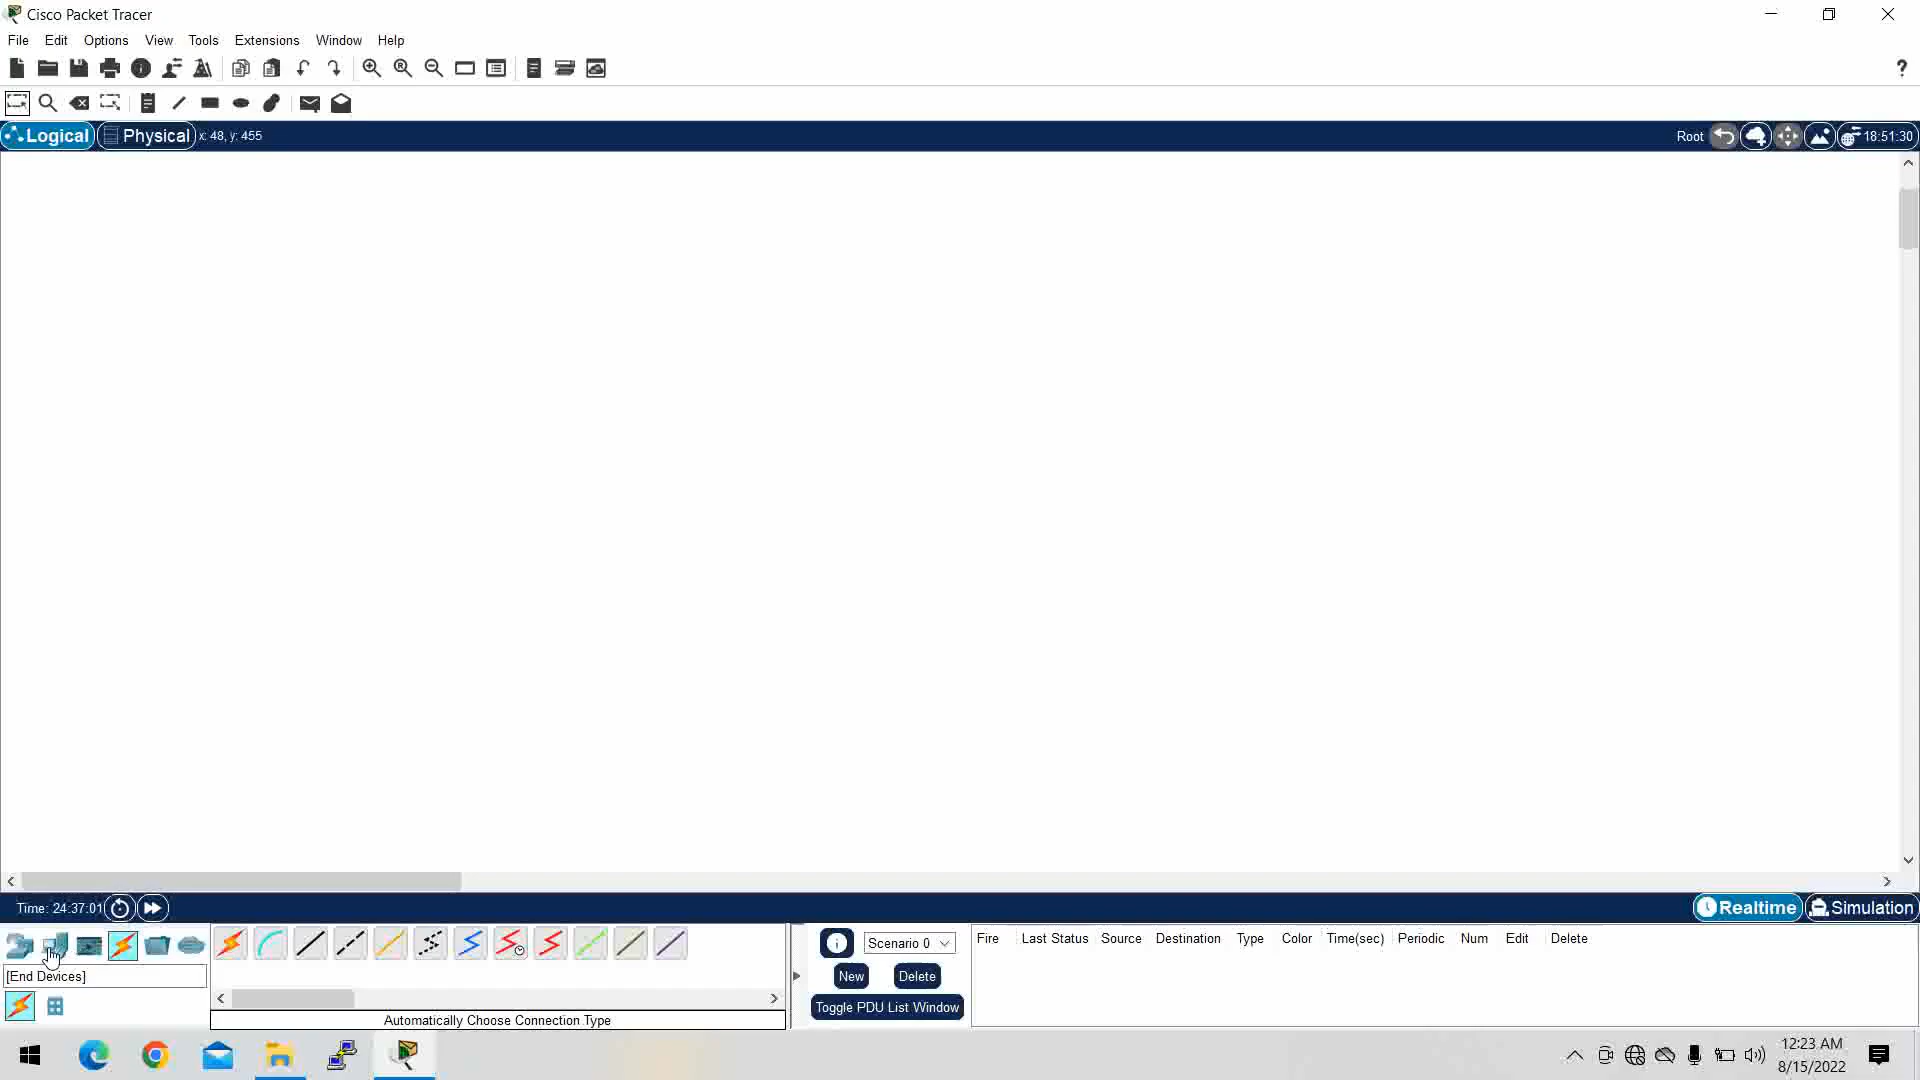 Cisco Packet Tracer
File Edit Options View Tools Extensions Window Help
?
Logical Physical x: 48, y: 455 Root 18:51:30
Time: 24:37:01 Realtime Simulation
[End Devices]
Automatically Choose Connection Type
Scenario 0
New Delete
Toggle PDU List Window
Fire Last Status Source Destination Type Color Time(sec) Periodic Num Edit Delete
12:23 AM
8/15/2022